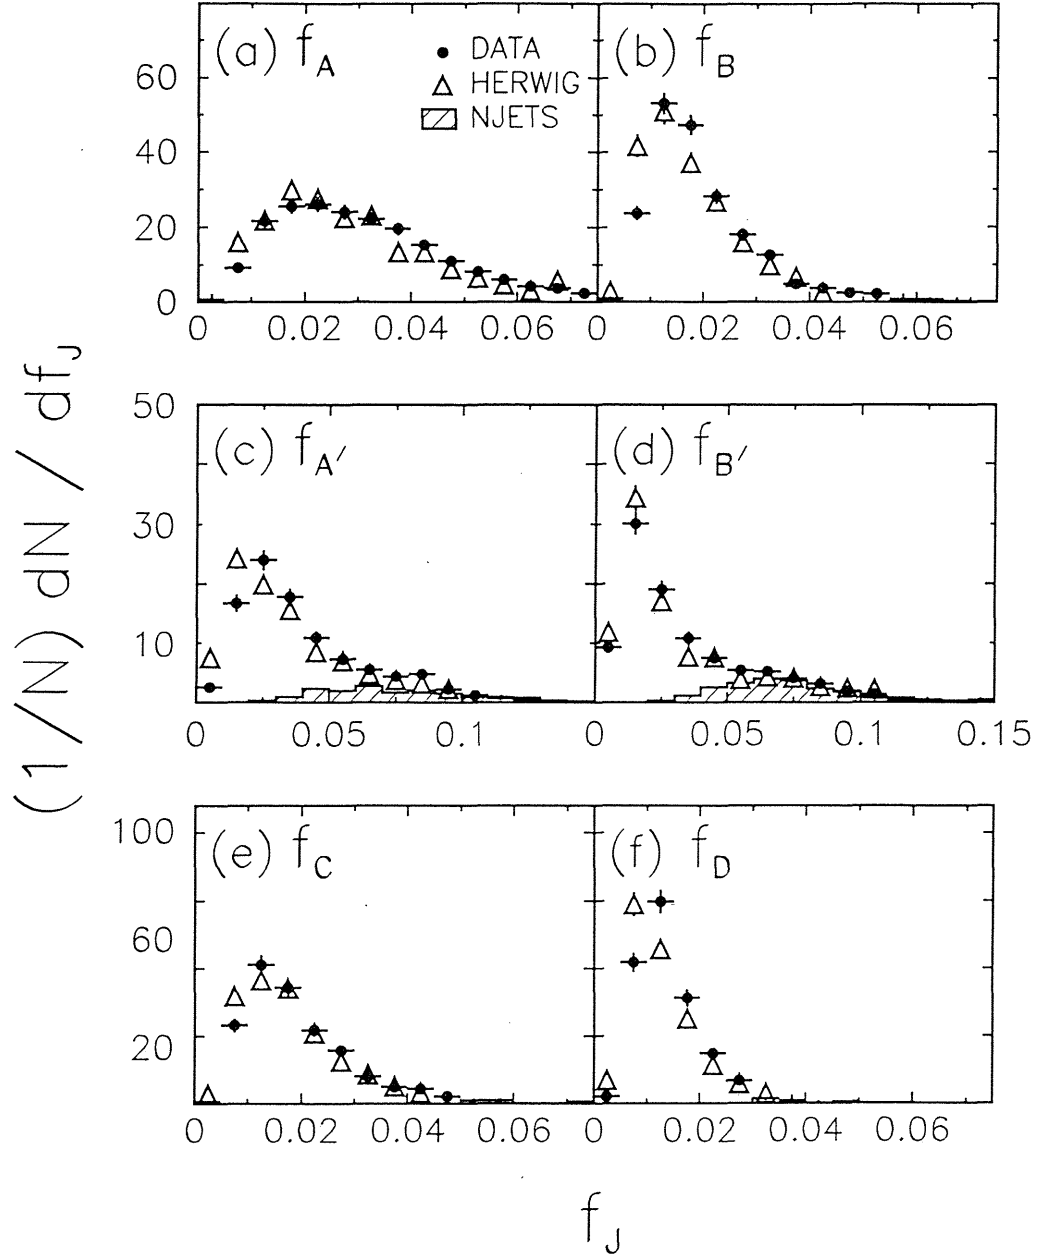 (a) f_A
DATA
HERWIG
NJETS
(b) f_B
60
40
20
0
0 0.02 0.04 0.06 0 0.02 0.04 0.06
(1/N) dN / df_J
50
30
10
(c) f_A′
(d) f_B′
0 0.05 0.1 0 0.05 0.1 0.15
100
60
20
(e) f_C
(f) f_D
0 0.02 0.04 0.06 0 0.02 0.04 0.06
f_J